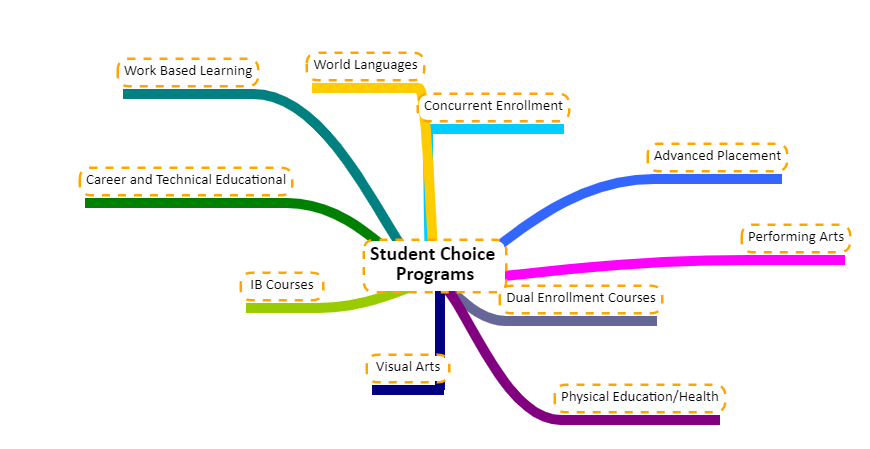 World Languages
Work Based Learning
Concurrent Enrollment
Advanced Placement
Career and Technical Educational
Performing Arts
Student Choice
Programs
IB Courses
Dual Enrollment Courses
Visual Arts
Physical Education/Health